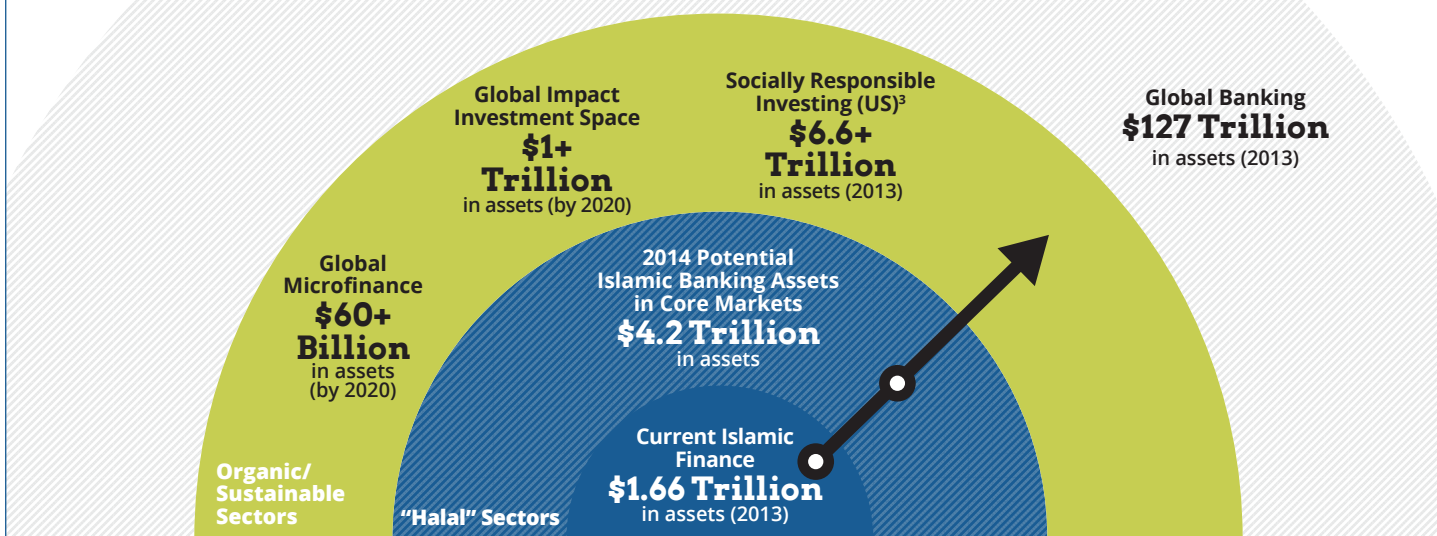 Global Impact
Investment Space
$1+
Trillion
in assets (by 2020)
Socially Responsible
Investing (US)³
$6.6+
Trillion
in assets (2013)
Global Banking
$127 Trillion
in assets (2013)
Global
Microfinance
$60+
Billion
in assets
(by 2020)
2014 Potential
Islamic Banking Assets
in Core Markets
$4.2 Trillion
in assets
Current Islamic
Finance
$1.66 Trillion
in assets (2013)
Organic/
Sustainable
Sectors
“Halal” Sectors